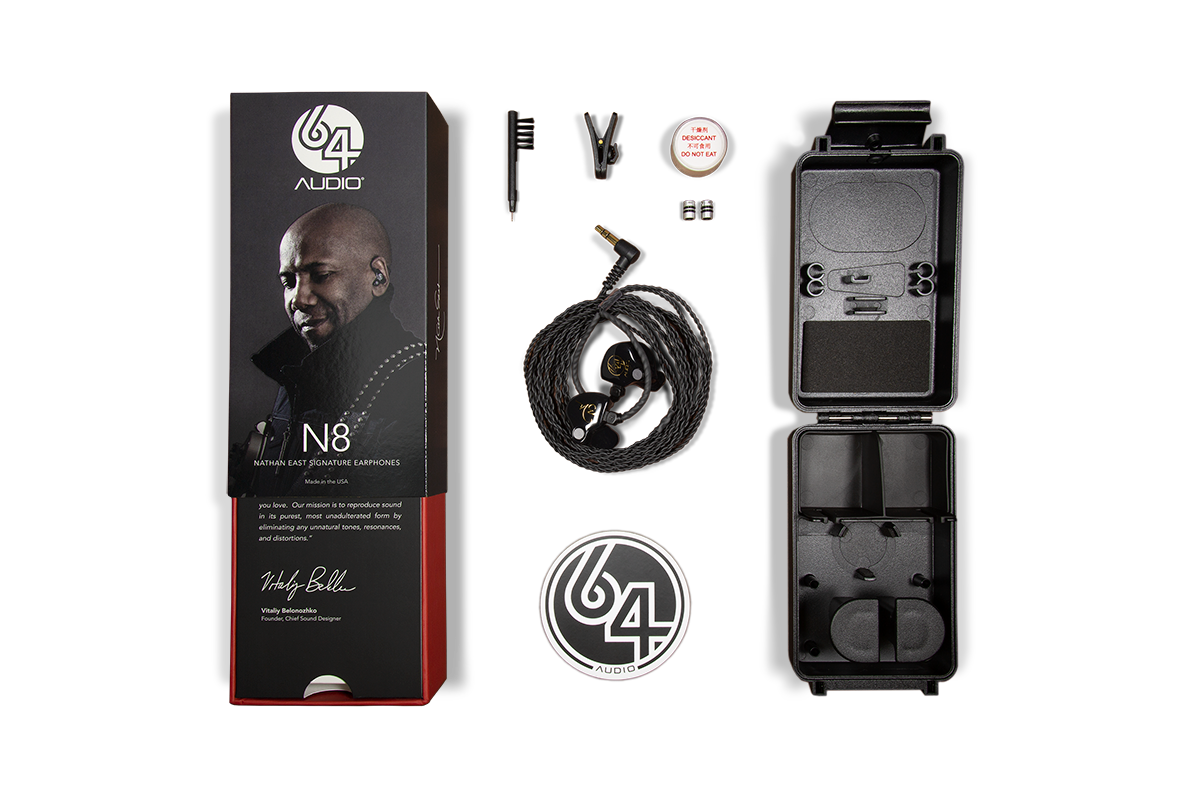 64
AUDIO®
N8
NATHAN EAST SIGNATURE EARPHONES
Made in the USA
you love. Our mission is to reproduce sound
in its purest, most unadulterated form by
eliminating any unnatural tones, resonances,
and distortions."
Vitaliy Belonozhko
Founder, Chief Sound Designer
干燥剂
DESICCANT
不可食用
DO NOT EAT
64
AUDIO